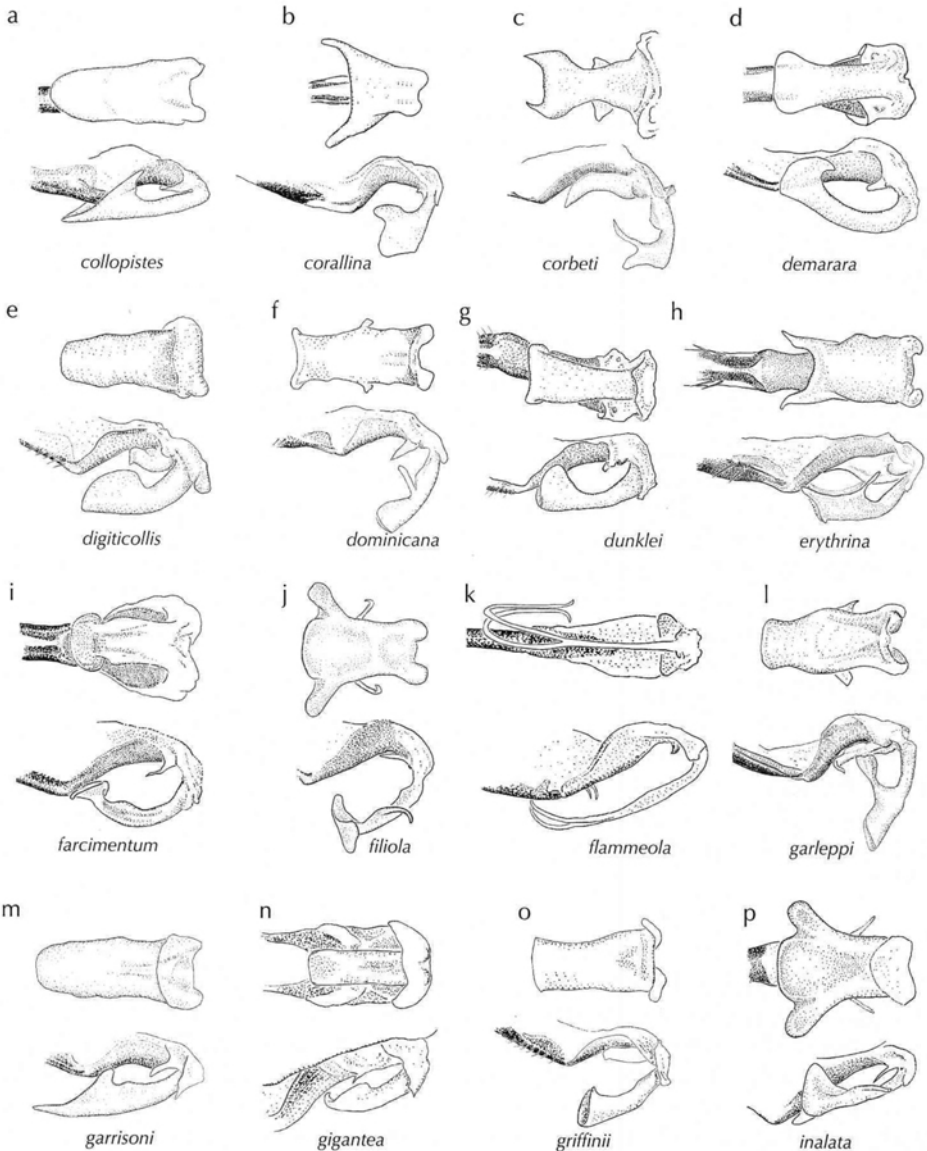 a b c d
collopistes corallina corbeti demarara
e f g h
digiticollis dominicana dunklei erythrina
i j k l
farcimentum filiola flammeola garleppi
m n o p
garrisoni gigantea griffinii inalata